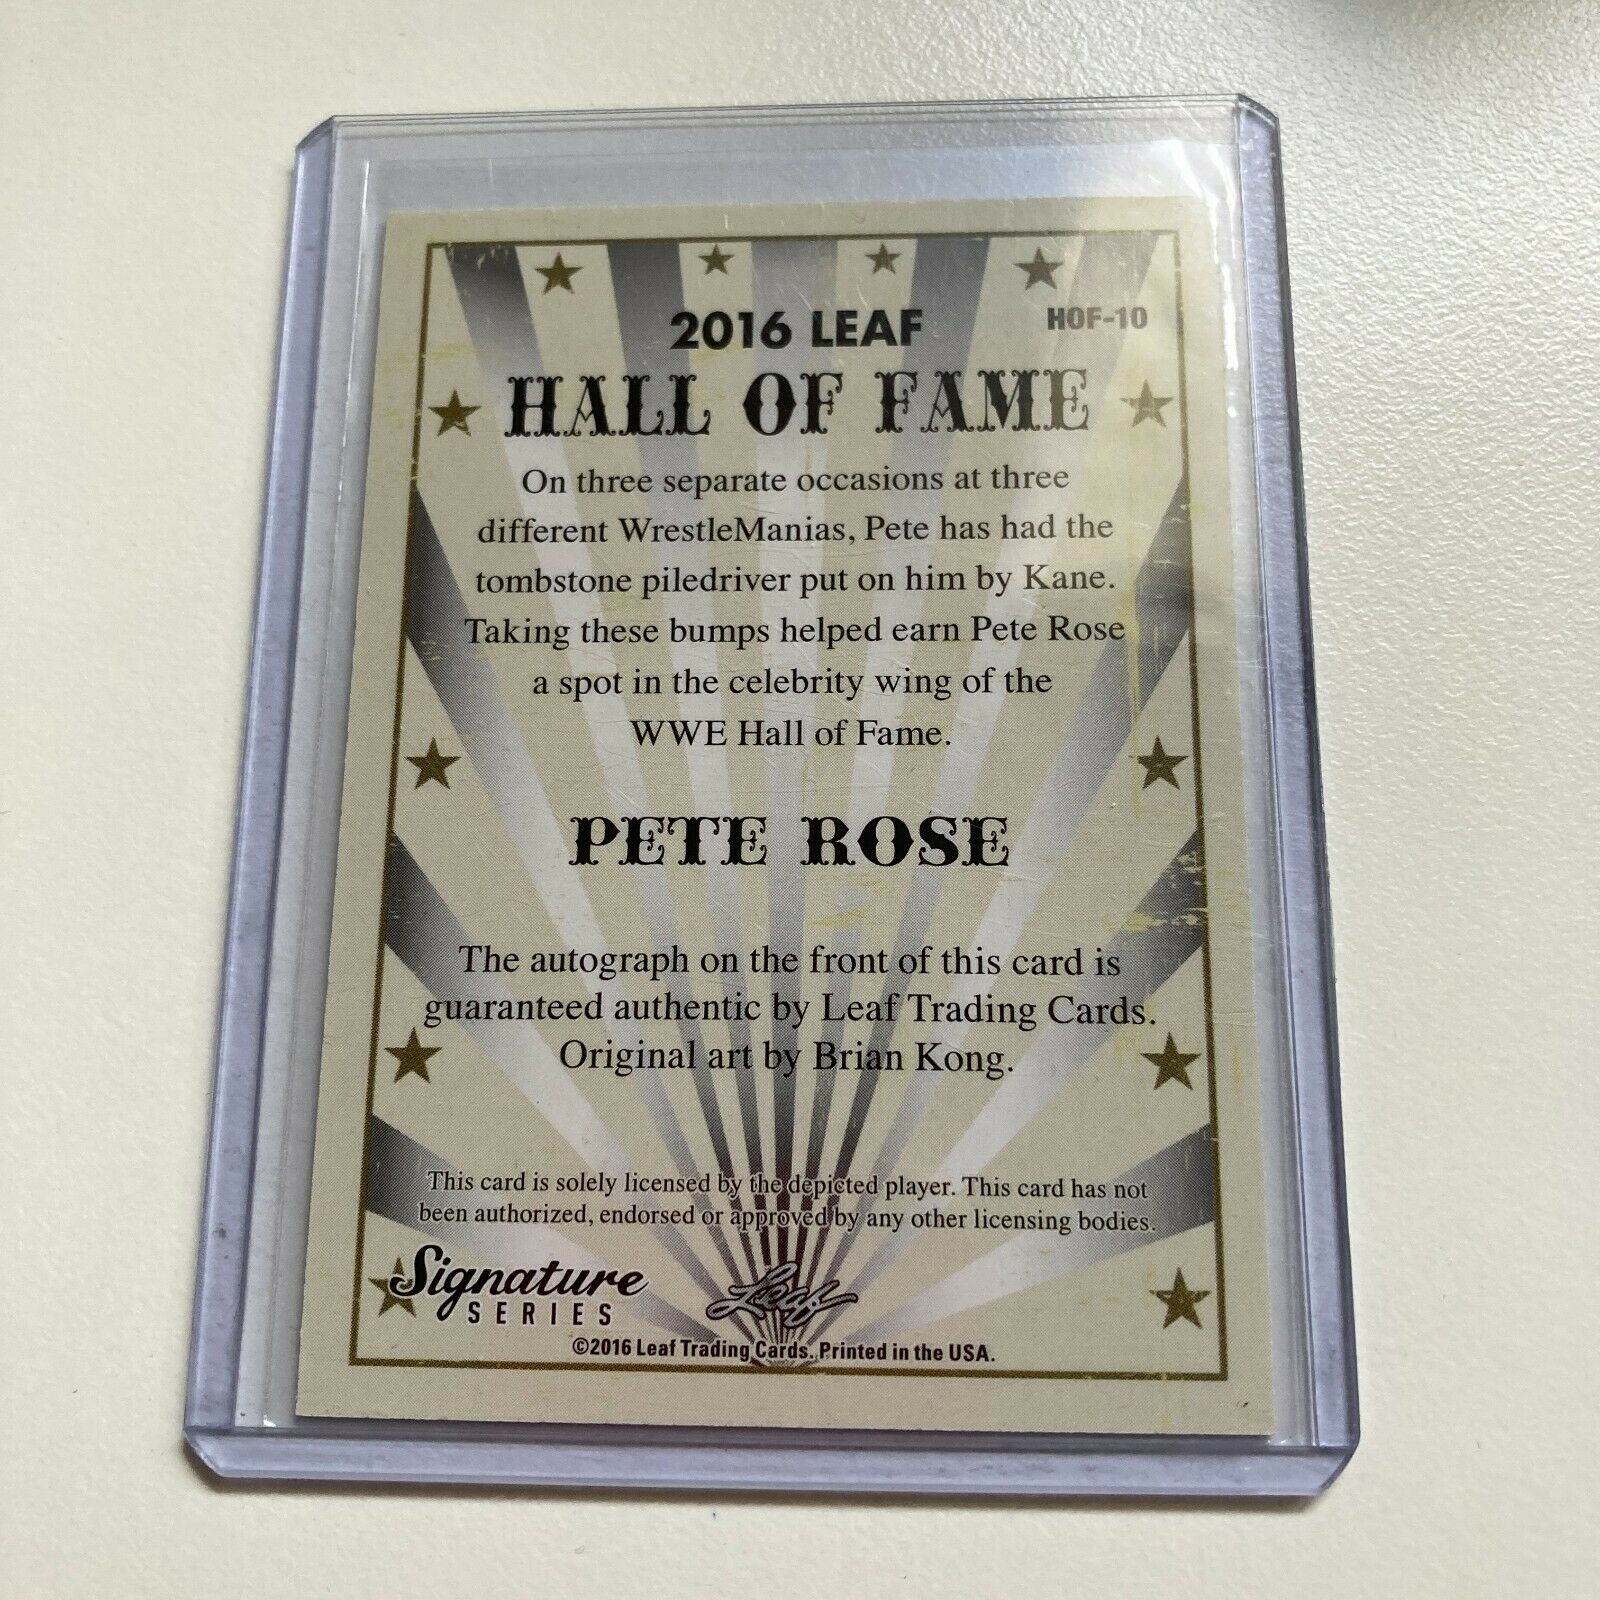 2016 LEAF
HOF-10
HALL OF FAME
On three separate occasions at three
different WrestleManias, Pete has had the
tombstone piledriver put on him by Kane.
Taking these bumps helped earn Pete Rose
a spot in the celebrity wing of the
WWE Hall of Fame.
PETE ROSE
The autograph on the front of this card is
guaranteed authentic by Leaf Trading Cards.
Original art by Brian Kong.
This card is solely licensed by the depicted player. This card has not
been authorized, endorsed or approved by any other licensing bodies.
Signature
SERIES
Leaf
©2016 Leaf Trading Cards. Printed in the USA.